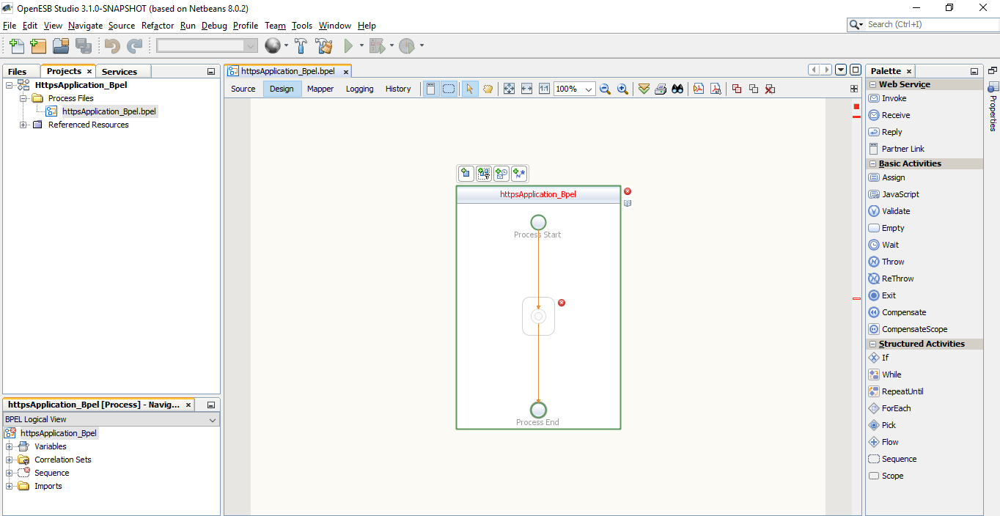 OpenESB Studio 3.1.0-SNAPSHOT (based on Netbeans 8.0.2)
File Edit View Navigate Source Refactor Run Debug Profile Team Tools Window Help
Search (Ctrl+I)
Files Projects Services
HttpsApplication_Bpel
Process Files
httpsApplication_Bpel.bpel
Referenced Resources
httpsApplication_Bpel [Process] - Navig...
BPEL Logical View
httpsApplication_Bpel
Variables
Correlation Sets
Sequence
Imports
httpsApplication_Bpel.bpel
Source Design Mapper Logging History 1:1 100%
httpsApplication_Bpel
Process Start
Process End
Palette
Web Service
Invoke
Receive
Reply
Partner Link
Basic Activities
Assign
JavaScript
Validate
Empty
Wait
Throw
ReThrow
Exit
Compensate
CompensateScope
Structured Activities
If
While
RepeatUntil
ForEach
Pick
Flow
Sequence
Scope
Properties